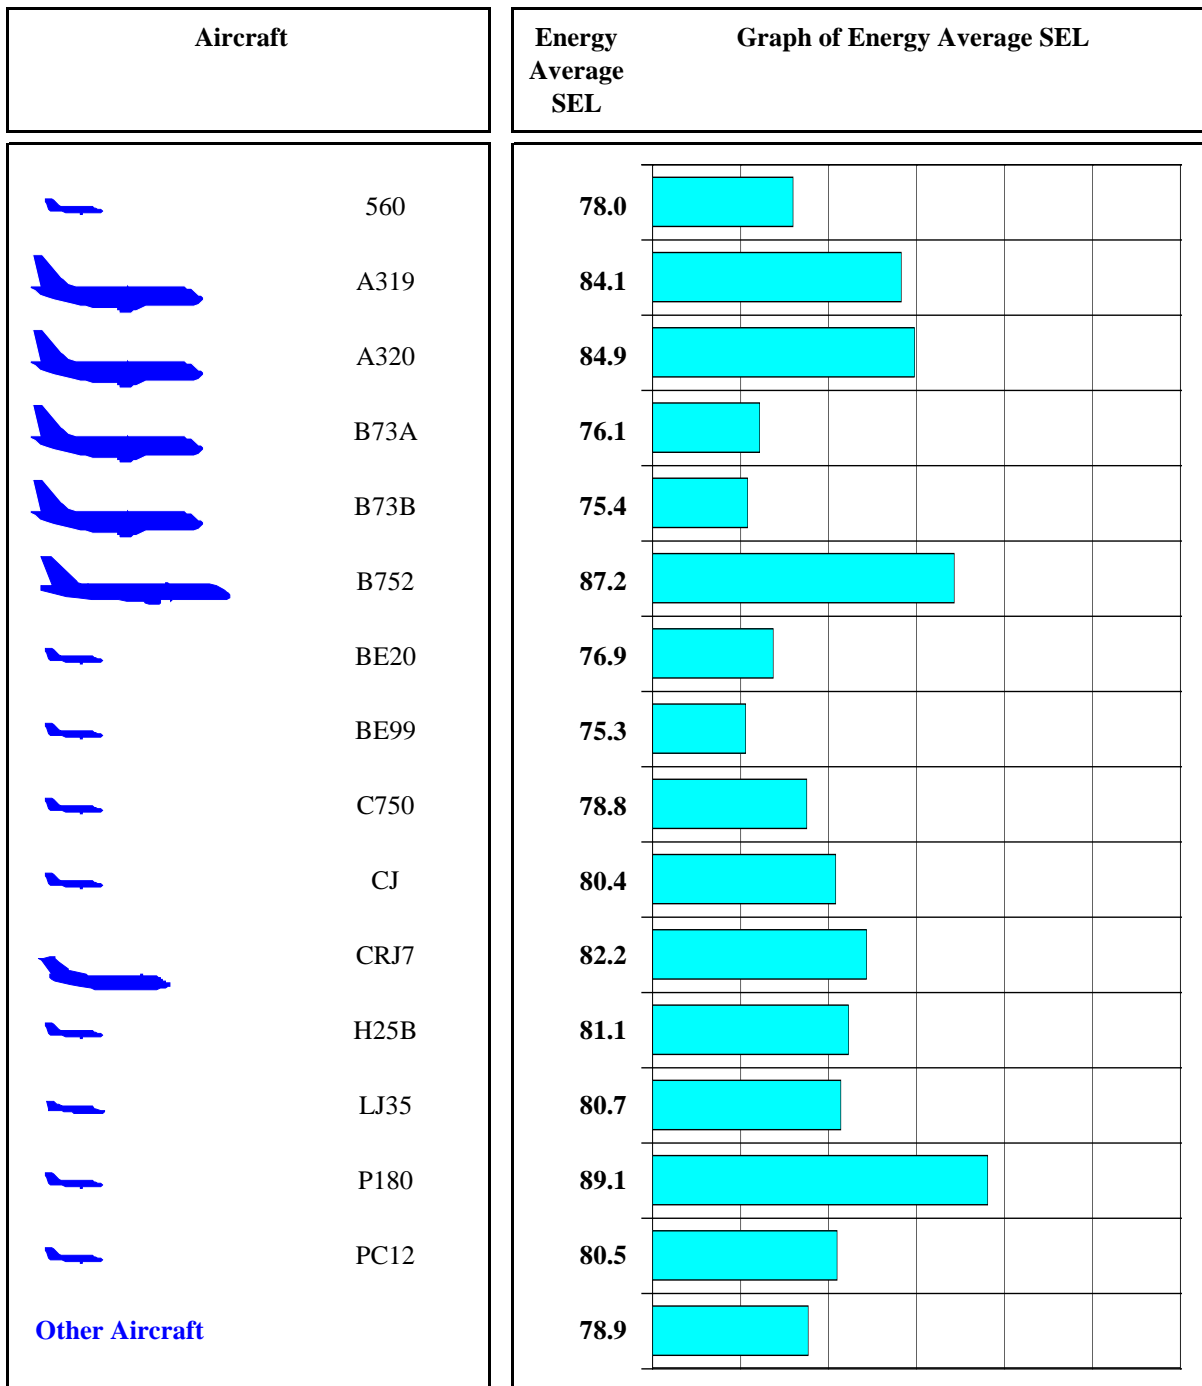 Aircraft
Energy Average SEL
Graph of Energy Average SEL
560 78.0
A319 84.1
A320 84.9
B73A 76.1
B73B 75.4
B752 87.2
BE20 76.9
BE99 75.3
C750 78.8
CJ 80.4
CRJ7 82.2
H25B 81.1
LJ35 80.7
P180 89.1
PC12 80.5
Other Aircraft 78.9